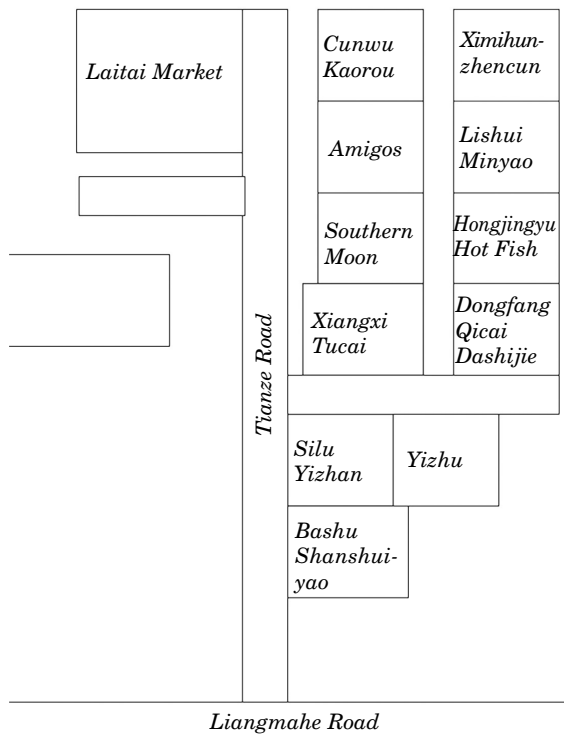 Laitai Market
Cunwu
Kaorou
Ximihun-
zhencun
Amigos
Lishui
Minyao
Southern
Moon
Hongjingyu
Hot Fish
Xiangxi
Tucai
Dongfang
Qicai
Dashijie
Tianze Road
Silu
Yizhan
Yizhu
Bashu
Shanshui-
yao
Liangmahe Road